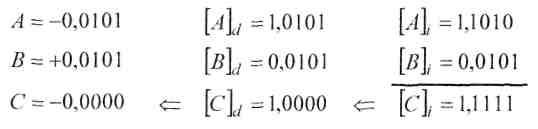 A = −0,0101 [A]d = 1,0101 [A]i = 1,1010
B = +0,0101 [B]d = 0,0101 [B]i = 0,0101
C = −0,0000 ⇐ [C]d = 1,0000 ⇐ [C]i = 1,1111